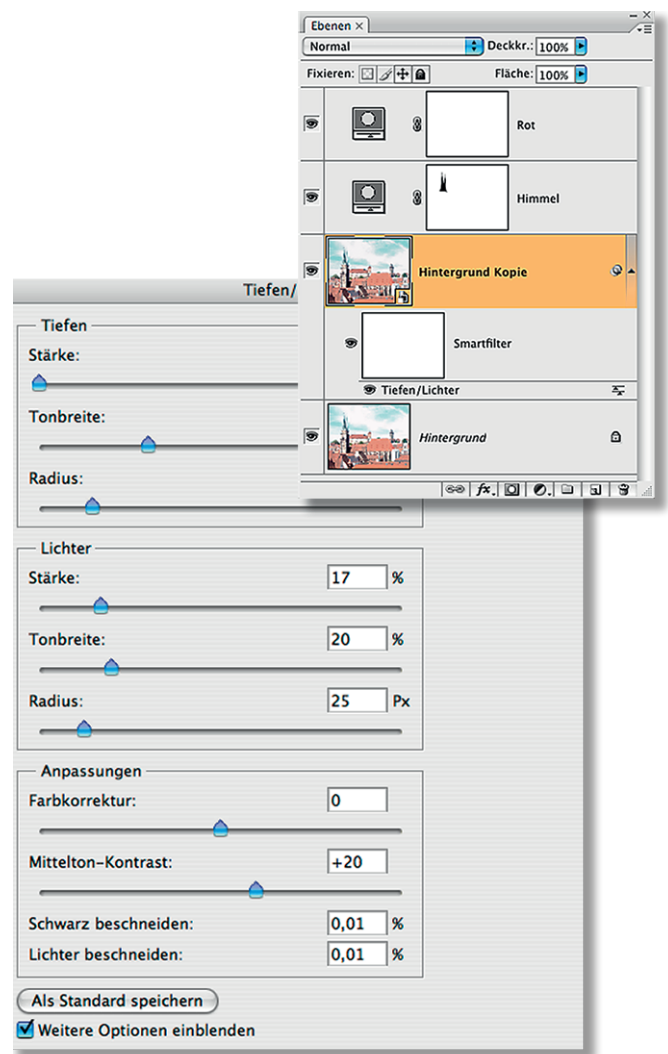 Ebenen ×
Normal Deckkr.: 100%
Fixieren: Fläche: 100%
Rot
Himmel
Hintergrund Kopie
Smartfilter
Tiefen/Lichter
Hintergrund
fx.
Tiefen/
Tiefen
Stärke:
Tonbreite:
Radius:
Lichter
Stärke: 17 %
Tonbreite: 20 %
Radius: 25 Px
Anpassungen
Farbkorrektur: 0
Mittelton-Kontrast: +20
Schwarz beschneiden: 0,01 %
Lichter beschneiden: 0,01 %
Als Standard speichern
Weitere Optionen einblenden